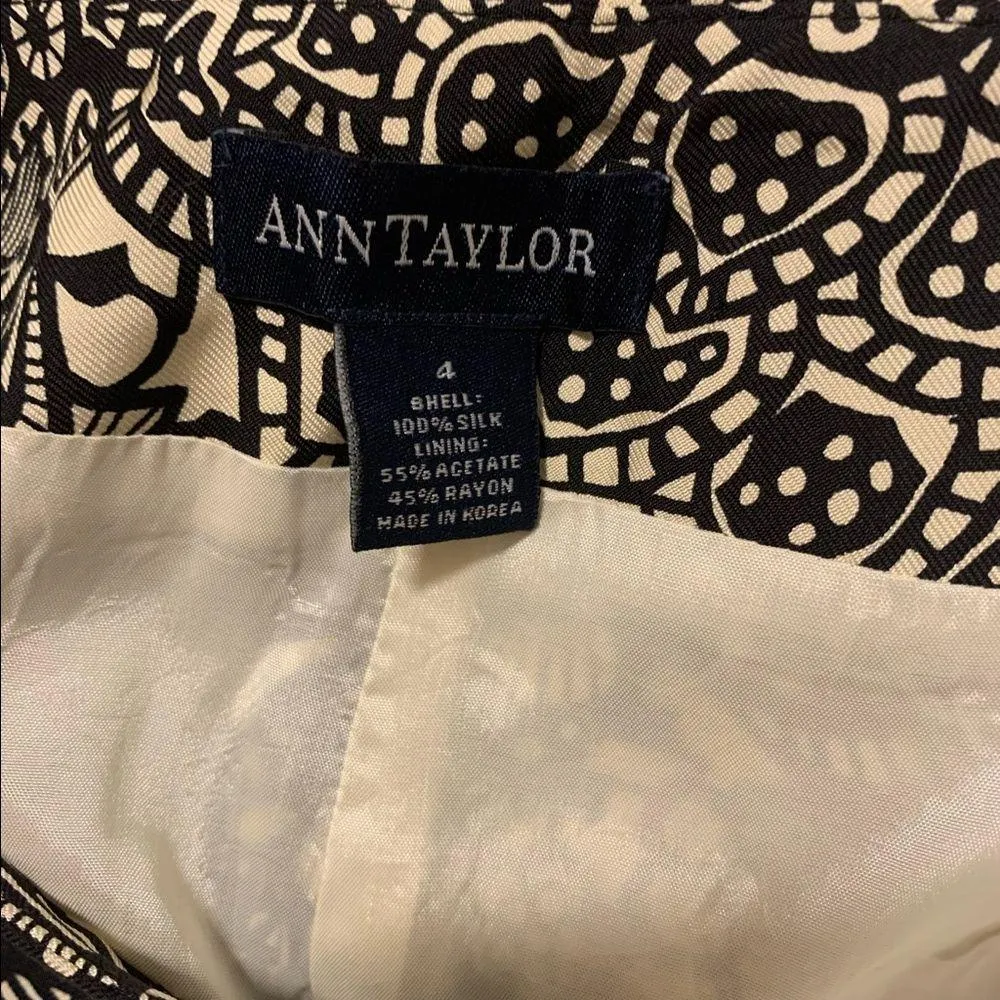 ANN TAYLOR
4
SHELL:
100% SILK
LINING:
55% ACETATE
45% RAYON
MADE IN KOREA